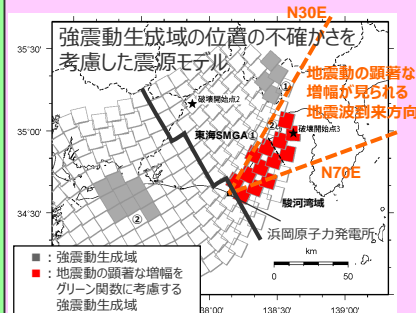 N30E
35°30'
強震動生成域の位置の不確かさを
考慮した震源モデル
地震動の顕著な
増幅が見られる
地震波到来方向
①
★破壊開始点2
35°00'
東海SMGA①
②
★破壊開始点3
N70E
駿河湾域
34°30'
②
浜岡原子力発電所
km
0 50
■：強震動生成域
■：地震動の顕著な増幅を
グリーン関数に考慮する
強震動生成域
38°00'
138°30'
139°00'